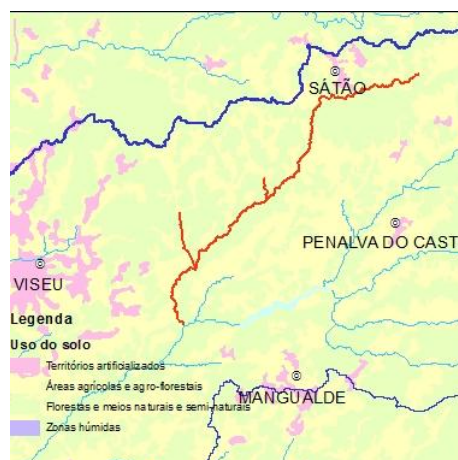 SÁTÃO
PENALVA DO CAST
VISEU
Legenda
Uso do solo
Territórios artificializados
Áreas agrícolas e agro-florestais
Florestas e meios naturais e semi-naturais
MANGUALDE
Zonas húmidas